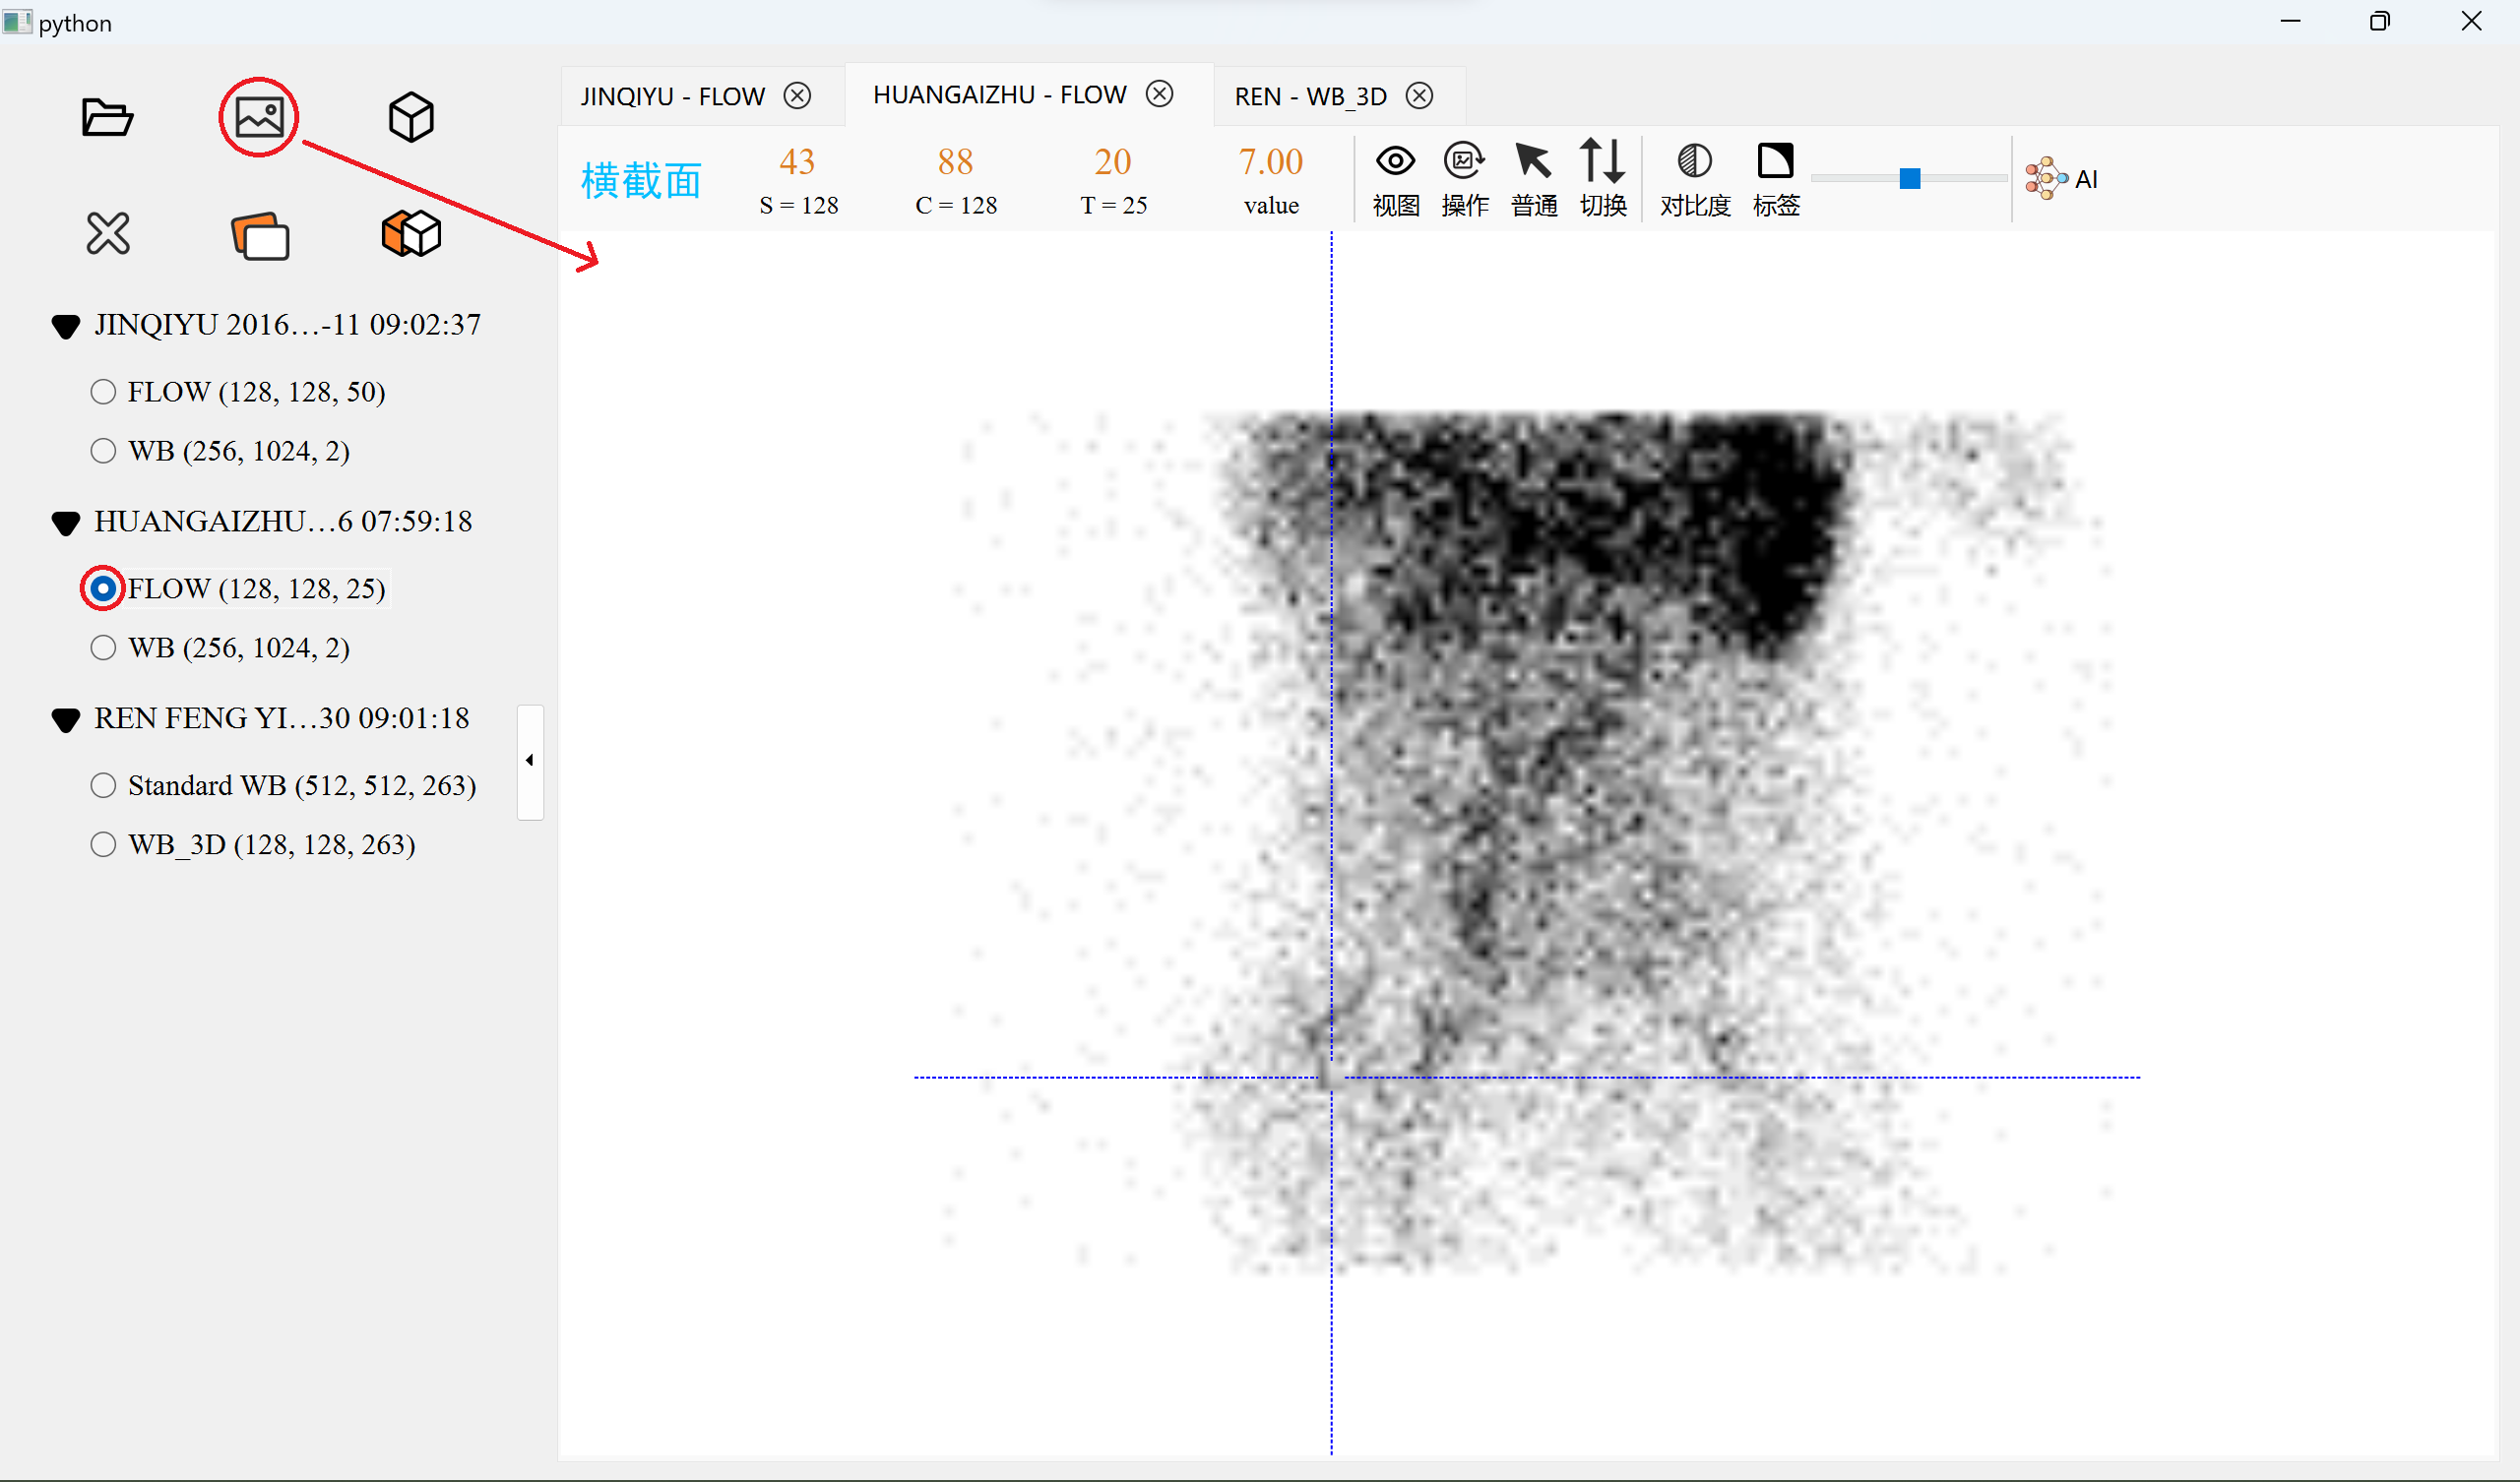 python
JINQIYU - FLOW
HUANGAIZHU - FLOW
REN - WB_3D
横截面
43
88
20
7.00
S = 128
C = 128
T = 25
value
视图
操作
普通
切换
对比度
标签
AI
JINQIYU 2016…-11 09:02:37
FLOW (128, 128, 50)
WB (256, 1024, 2)
HUANGAIZHU…6 07:59:18
FLOW (128, 128, 25)
WB (256, 1024, 2)
REN FENG YI…30 09:01:18
Standard WB (512, 512, 263)
WB_3D (128, 128, 263)